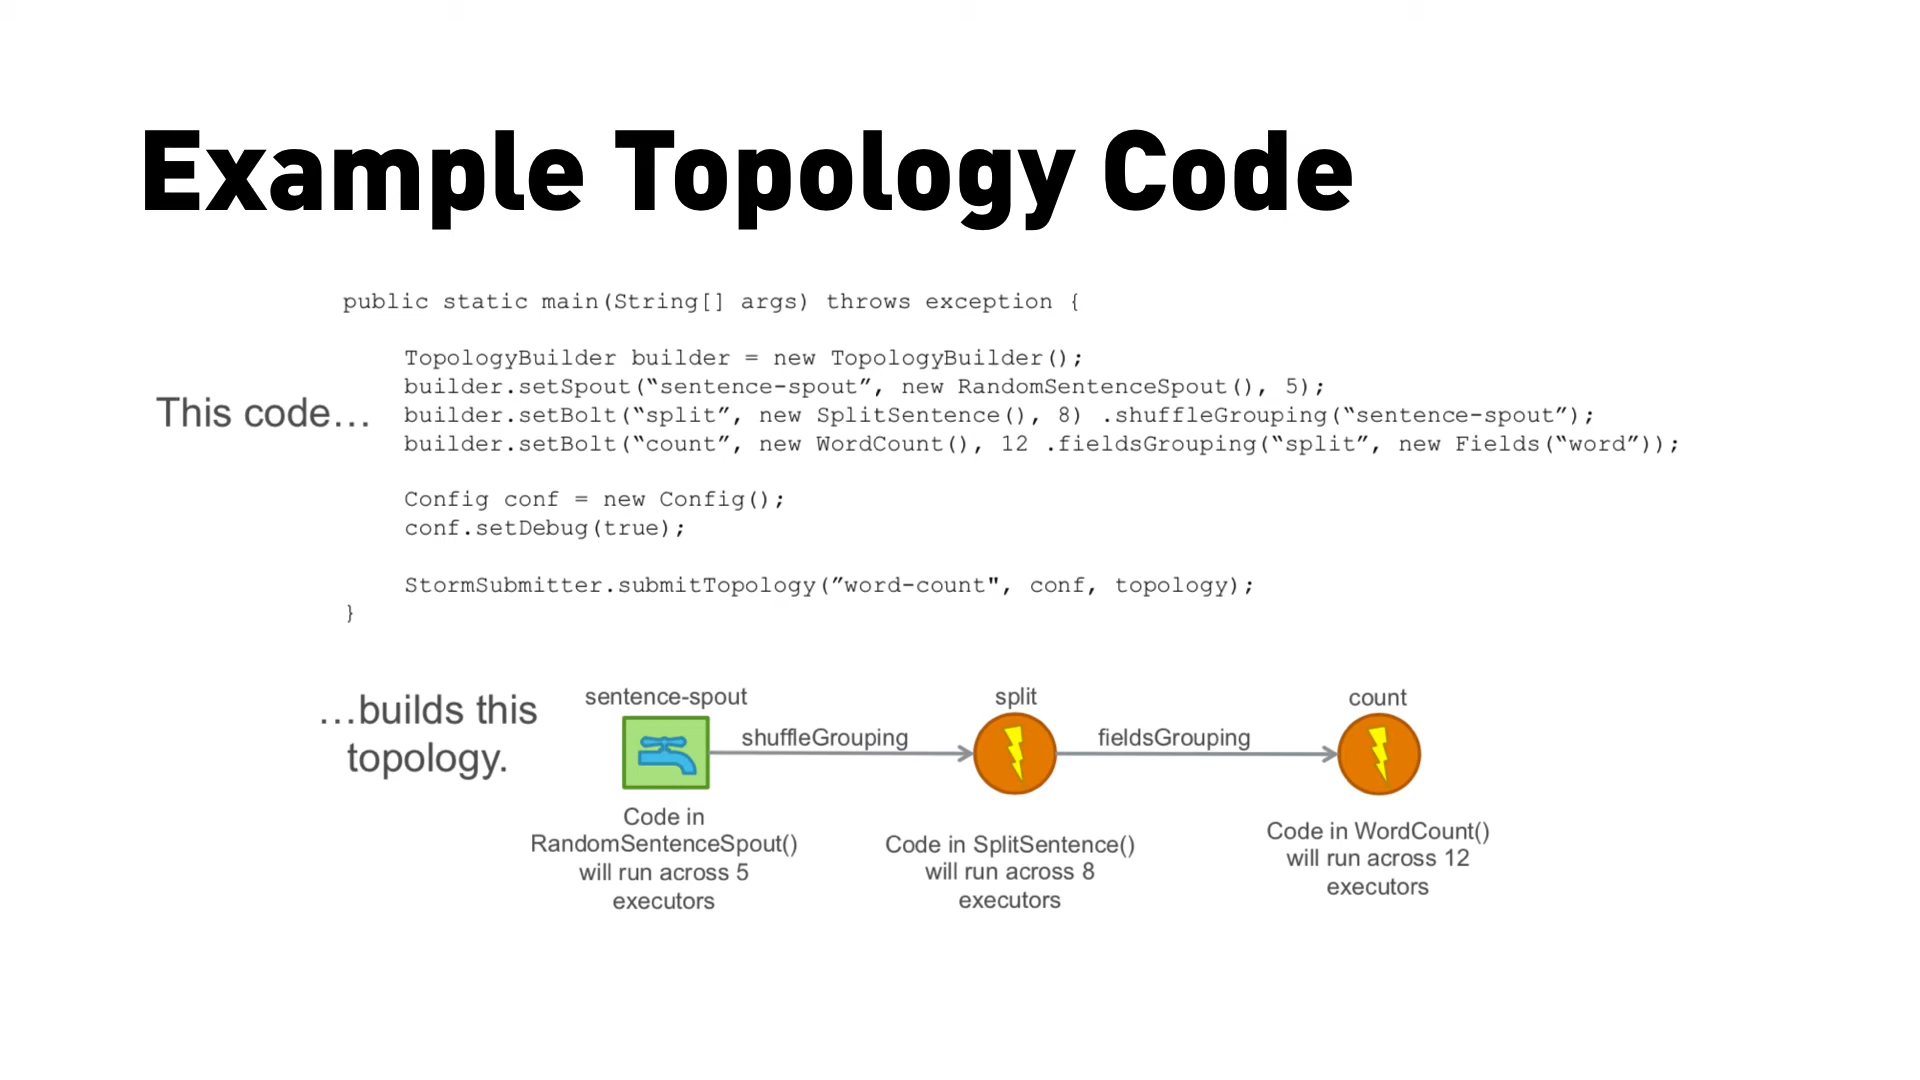 Example Topology Code
public static main(String[] args) throws exception {
TopologyBuilder builder = new TopologyBuilder();
builder.setSpout(“sentence-spout”, new RandomSentenceSpout(), 5);
This code…
builder.setBolt(“split”, new SplitSentence(), 8) .shuffleGrouping(“sentence-spout”);
builder.setBolt(“count”, new WordCount(), 12 .fieldsGrouping(“split”, new Fields(“word”));
Config conf = new Config();
conf.setDebug(true);
StormSubmitter.submitTopology(”word-count", conf, topology);
}
…builds this
topology.
sentence-spout
shuffleGrouping
split
fieldsGrouping
count
Code in
RandomSentenceSpout()
will run across 5
executors
Code in SplitSentence()
will run across 8
executors
Code in WordCount()
will run across 12
executors